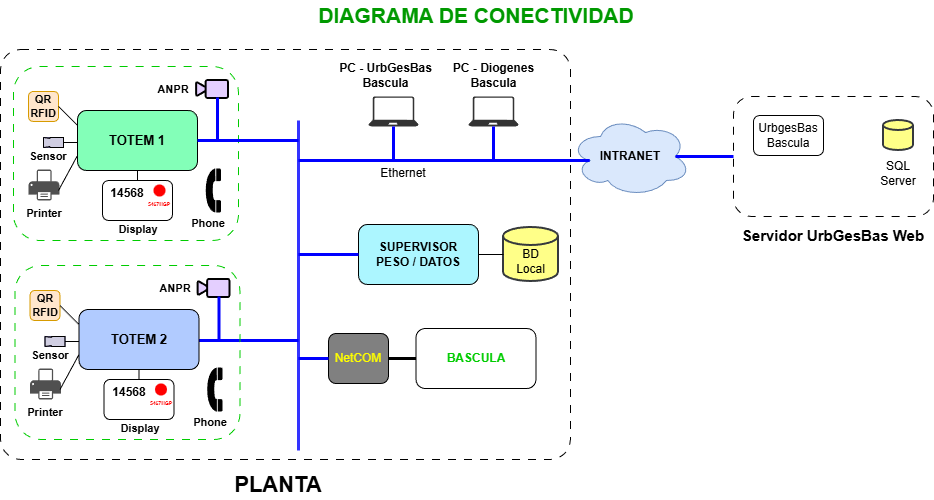 DIAGRAMA DE CONECTIVIDAD
ANPR
QR
RFID
TOTEM 1
Sensor
Printer
14568
Display
Phone
ANPR
QR
RFID
TOTEM 2
Sensor
Printer
14568
Display
Phone
PC - UrbGesBas
Bascula
PC - Diogenes
Bascula
Ethernet
INTRANET
SUPERVISOR
PESO / DATOS
BD
Local
NetCOM
BASCULA
PLANTA
UrbgesBas
Bascula
SQL
Server
Servidor UrbGesBas Web